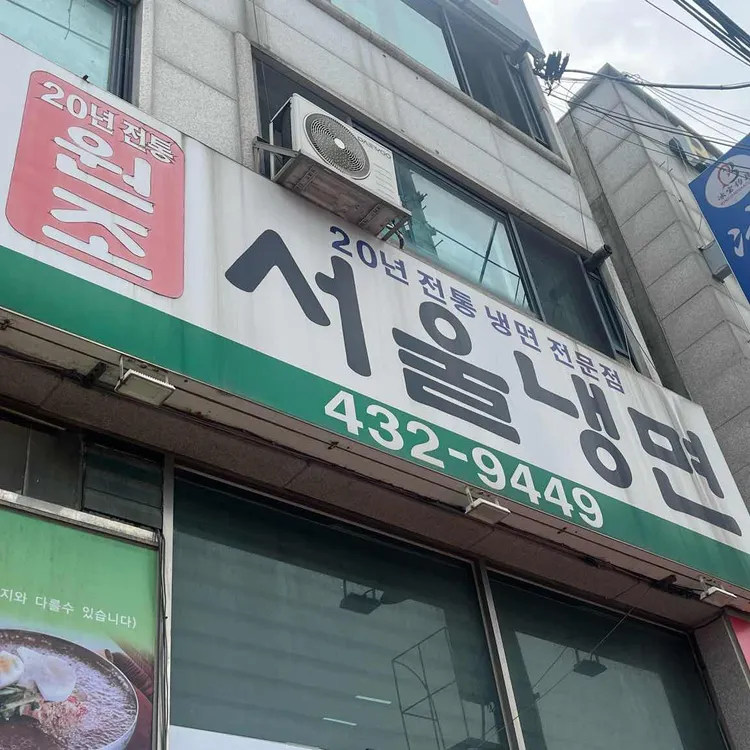 20년 전통
원조
20년 전통 냉면 전문점
서울냉면
432-9449
지와 다를수 있습니다)